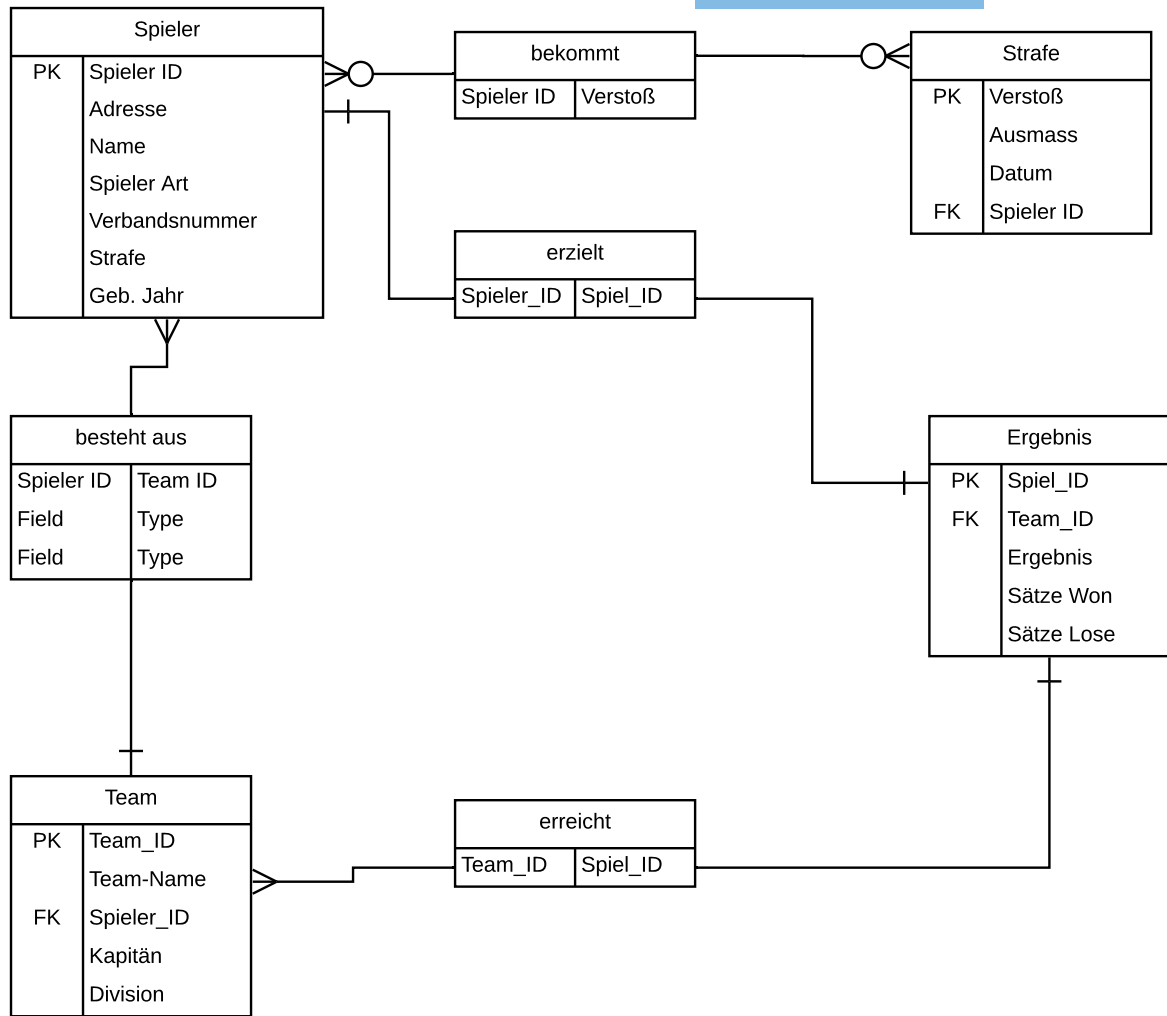 Spieler
PK Spieler ID
Adresse
Name
Spieler Art
Verbandsnummer
Strafe
Geb. Jahr
bekommt
Spieler ID Verstoß
Strafe
PK Verstoß
Ausmass
Datum
FK Spieler ID
erzielt
Spieler_ID Spiel_ID
besteht aus
Spieler ID Team ID
Field Type
Field Type
Ergebnis
PK Spiel_ID
FK Team_ID
Ergebnis
Sätze Won
Sätze Lose
Team
PK Team_ID
Team-Name
FK Spieler_ID
Kapitän
Division
erreicht
Team_ID Spiel_ID